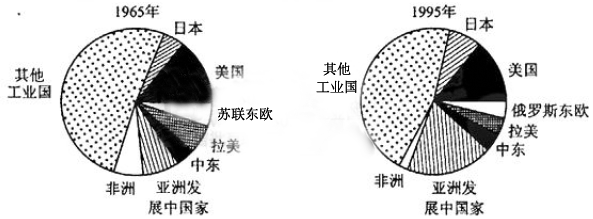 1965年
日本
美国
苏联东欧
拉美
中东
亚洲发
展中国家
非洲
其他
工业国
1995年
日本
美国
俄罗斯东欧
拉美
中东
亚洲发
展中国家
非洲
其他
工业国